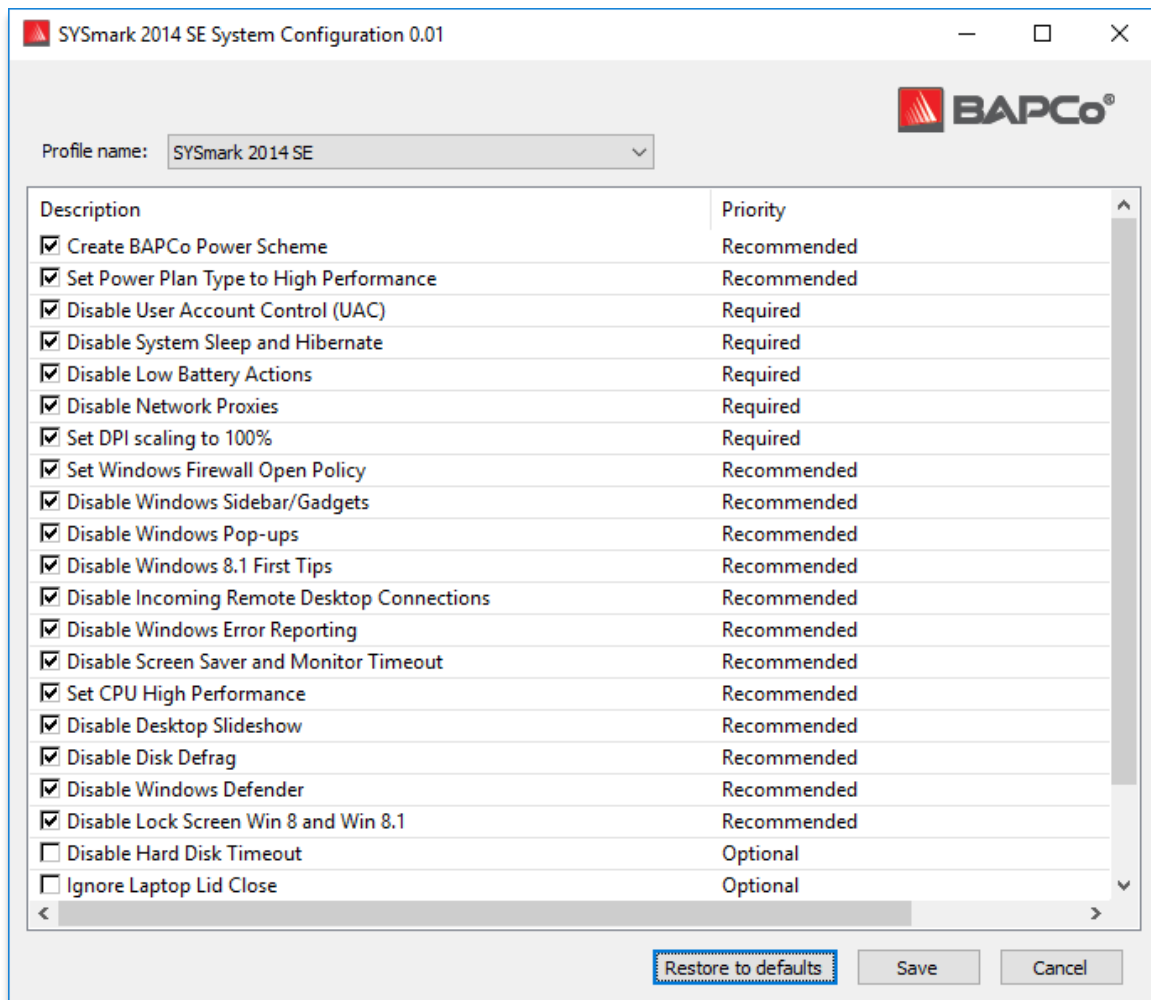 SYSmark 2014 SE System Configuration 0.01
BAPCo®
Profile name: SYSmark 2014 SE
Description Priority
Create BAPCo Power Scheme Recommended
Set Power Plan Type to High Performance Recommended
Disable User Account Control (UAC) Required
Disable System Sleep and Hibernate Required
Disable Low Battery Actions Required
Disable Network Proxies Required
Set DPI scaling to 100% Required
Set Windows Firewall Open Policy Recommended
Disable Windows Sidebar/Gadgets Recommended
Disable Windows Pop-ups Recommended
Disable Windows 8.1 First Tips Recommended
Disable Incoming Remote Desktop Connections Recommended
Disable Windows Error Reporting Recommended
Disable Screen Saver and Monitor Timeout Recommended
Set CPU High Performance Recommended
Disable Desktop Slideshow Recommended
Disable Disk Defrag Recommended
Disable Windows Defender Recommended
Disable Lock Screen Win 8 and Win 8.1 Recommended
Disable Hard Disk Timeout Optional
Ignore Laptop Lid Close Optional
Restore to defaults Save Cancel